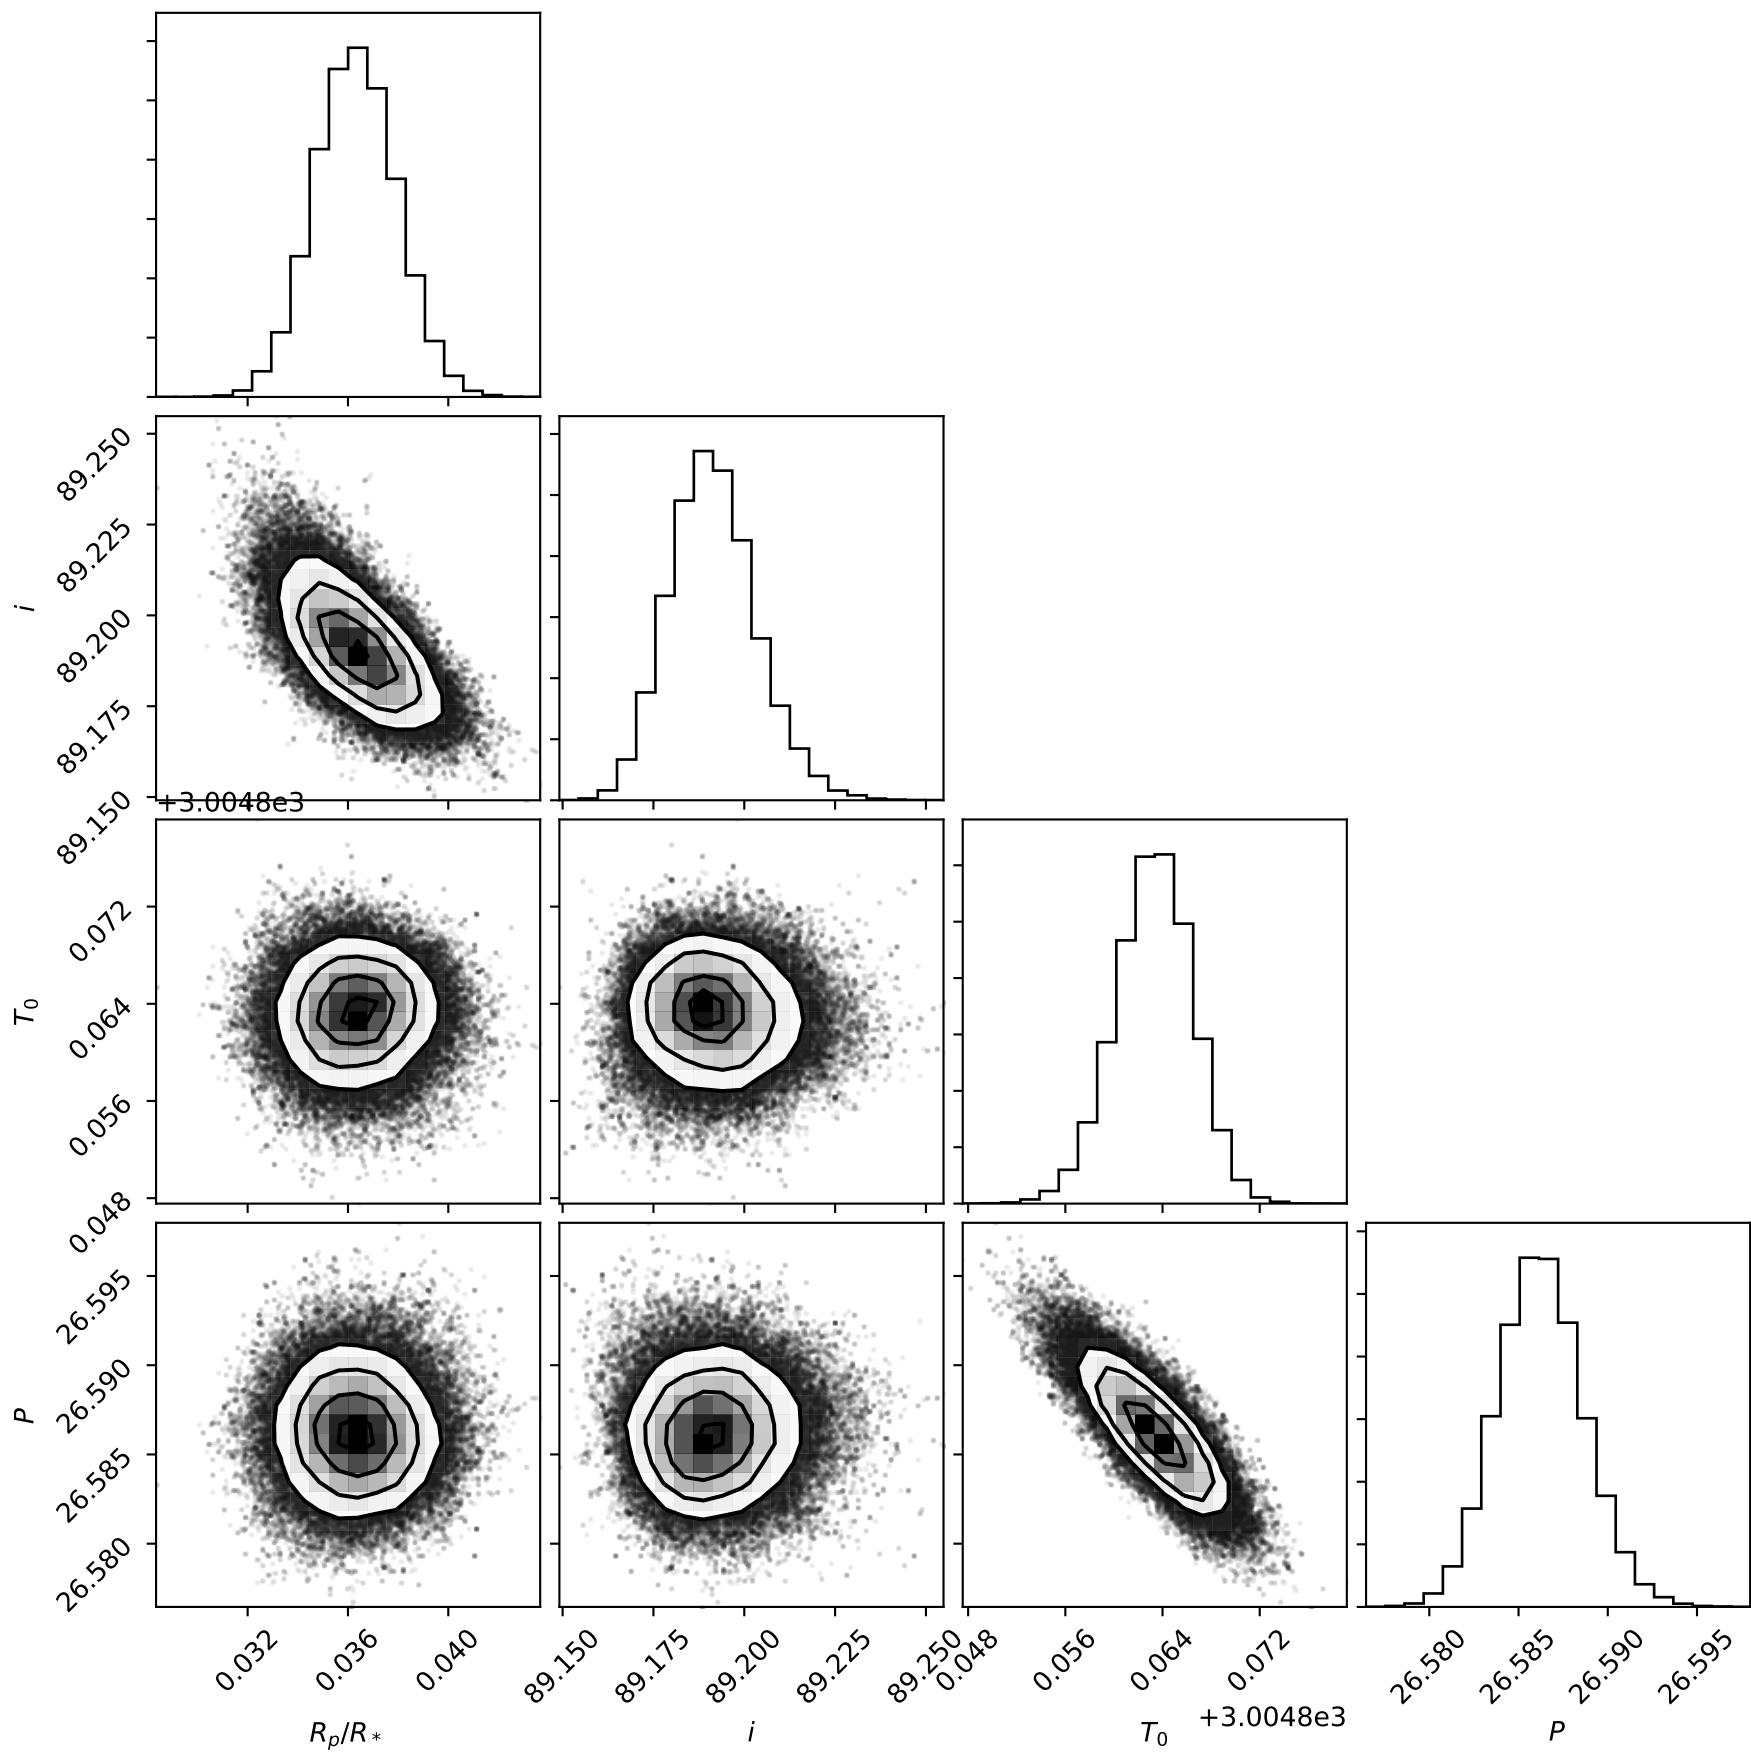 89.250
89.225
i
89.200
89.175
89.150
+3.0048e3
0.072
T₀
0.064
0.056
0.048
26.595
P
26.590
26.585
26.580
0.032 0.036 0.040
89.150 89.175 89.200 89.225 89.250
0.048 0.056 0.064 0.072
26.580 26.585 26.590 26.595
+3.0048e3
Rₚ/R*
i
T₀
P